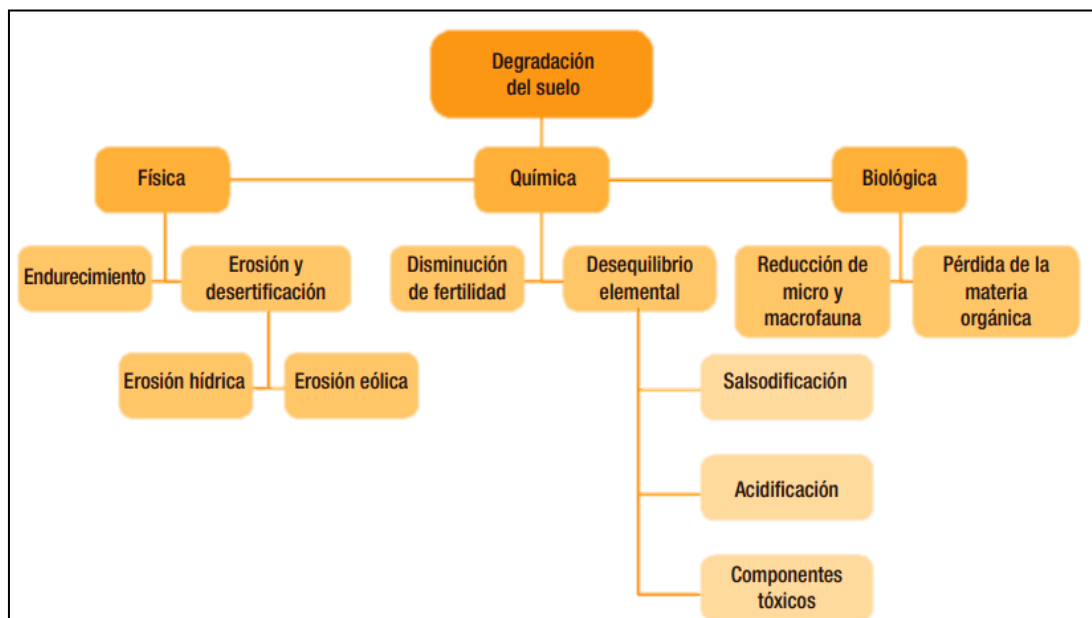 Degradación
del suelo
Física
Química
Biológica
Endurecimiento
Erosión y
desertificación
Disminución
de fertilidad
Desequilibrio
elemental
Reducción de
micro y
macrofauna
Pérdida de la
materia
orgánica
Erosión hídrica
Erosión eólica
Salsodificación
Acidificación
Componentes
tóxicos